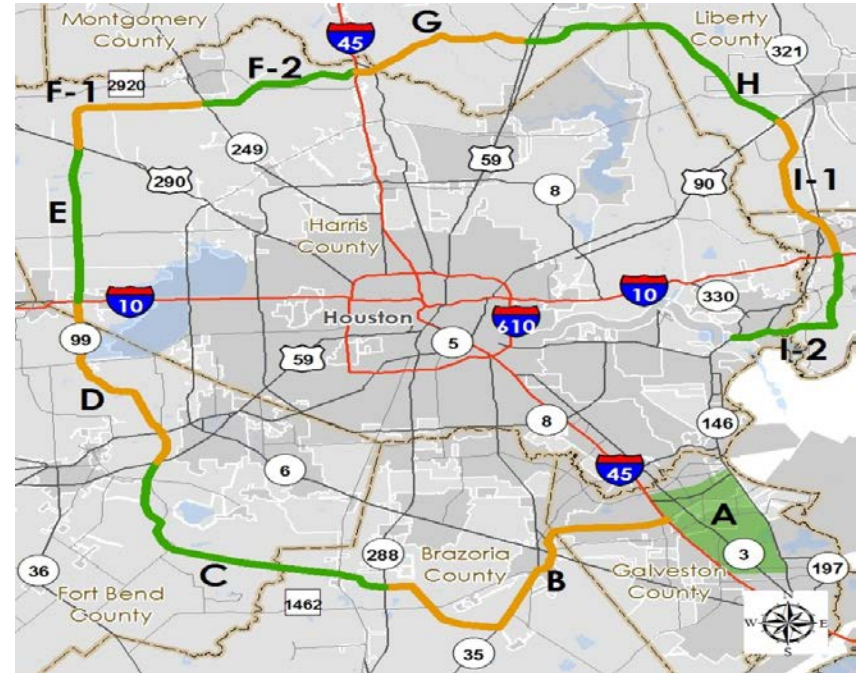 Montgomery
County
45
G
Liberty
County
321
F-1
2920
F-2
H
249
59
290
8
90
I-1
E
Harris
County
10
Houston
610
10
330
99
59
5
I-2
D
8
146
6
45
A
288
Brazoria
County
B
3
36
C
Galveston
County
197
Fort Bend
County
1462
35
N
W
E
S